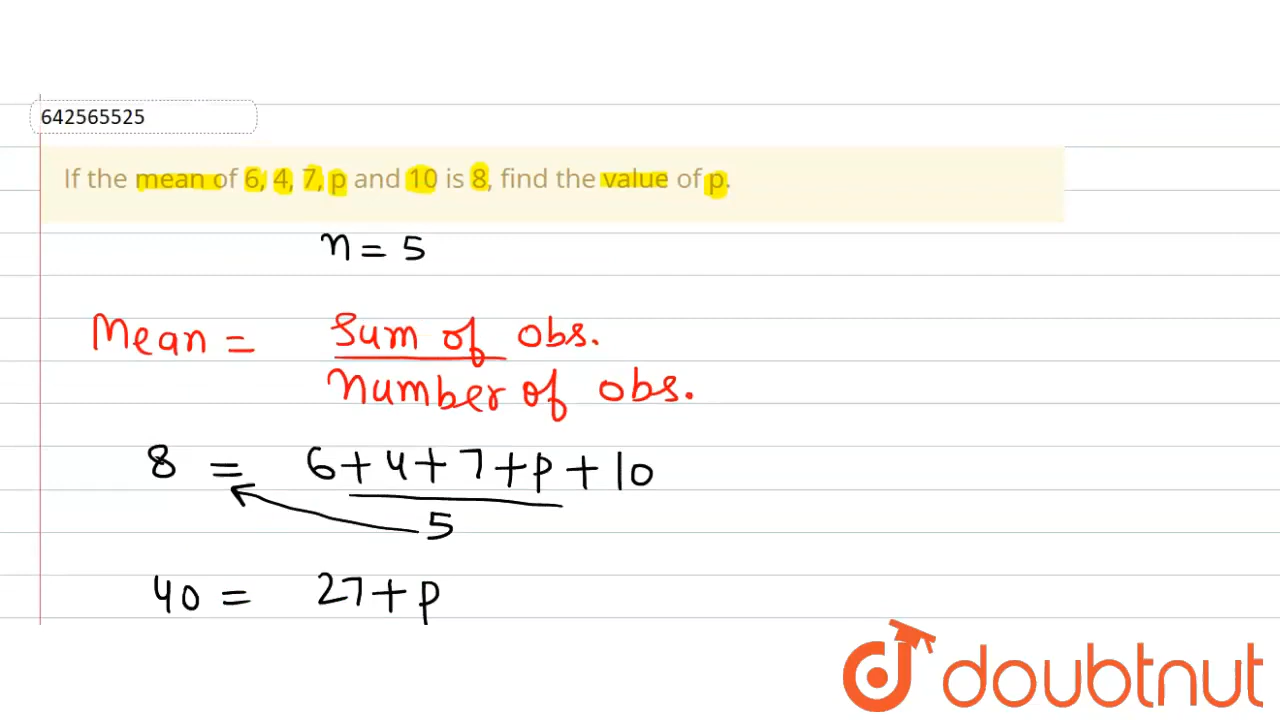 642565525
If the mean of 6, 4, 7, p and 10 is 8, find the value of p.
n = 5
Mean = Sum of obs.
Number of obs.
8 = 6 + 4 + 7 + p + 10
5
40 = 27 + p
doubtnut